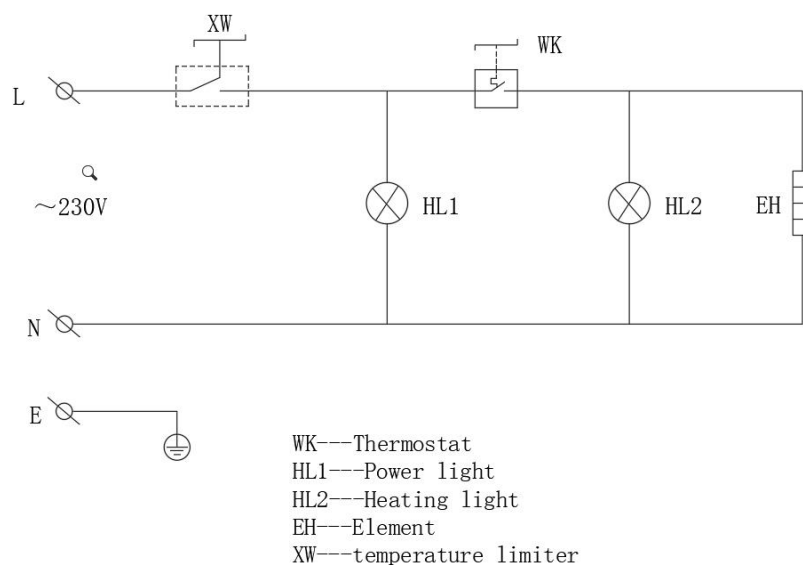 XW
WK
L
～230V
HL1
HL2
EH
N
E
WK---Thermostat
HL1---Power light
HL2---Heating light
EH---Element
XW---temperature limiter